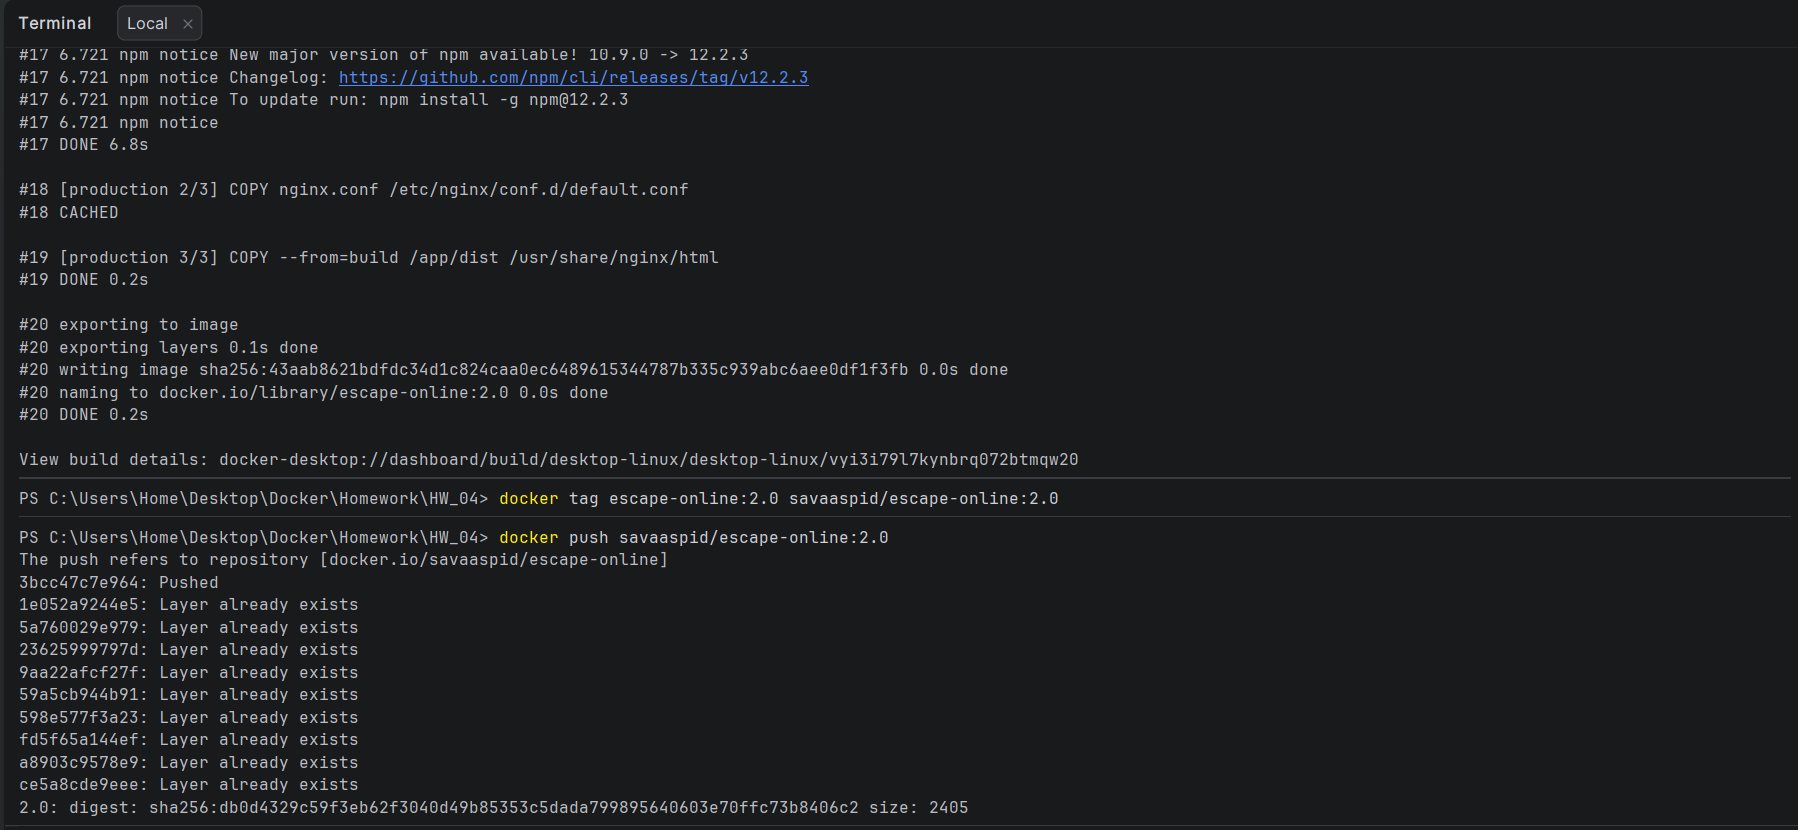 Terminal
Local ×
#17 6.721 npm notice New major version of npm available! 10.9.0 -> 12.2.3
#17 6.721 npm notice Changelog: https://github.com/npm/cli/releases/tag/v12.2.3
#17 6.721 npm notice To update run: npm install -g npm@12.2.3
#17 6.721 npm notice
#17 DONE 6.8s
#18 [production 2/3] COPY nginx.conf /etc/nginx/conf.d/default.conf
#18 CACHED
#19 [production 3/3] COPY --from=build /app/dist /usr/share/nginx/html
#19 DONE 0.2s
#20 exporting to image
#20 exporting layers 0.1s done
#20 writing image sha256:43aab8621bdfdc34d1c824caa0ec6489615344787b335c939abc6aee0df1f3fb 0.0s done
#20 naming to docker.io/library/escape-online:2.0 0.0s done
#20 DONE 0.2s
View build details: docker-desktop://dashboard/build/desktop-linux/desktop-linux/vyi3i79l7kynbrq072btmqw20
PS C:\Users\Home\Desktop\Docker\Homework\HW_04> docker tag escape-online:2.0 savaaspid/escape-online:2.0
PS C:\Users\Home\Desktop\Docker\Homework\HW_04> docker push savaaspid/escape-online:2.0
The push refers to repository [docker.io/savaaspid/escape-online]
3bcc47c7e964: Pushed
1e052a9244e5: Layer already exists
5a760029e979: Layer already exists
23625999797d: Layer already exists
9aa22afcf27f: Layer already exists
59a5cb944b91: Layer already exists
598e577f3a23: Layer already exists
fd5f65a144ef: Layer already exists
a8903c9578e9: Layer already exists
ce5a8cde9eee: Layer already exists
2.0: digest: sha256:db0d4329c59f3eb62f3040d49b85353c5dada799895640603e70ffc73b8406c2 size: 2405